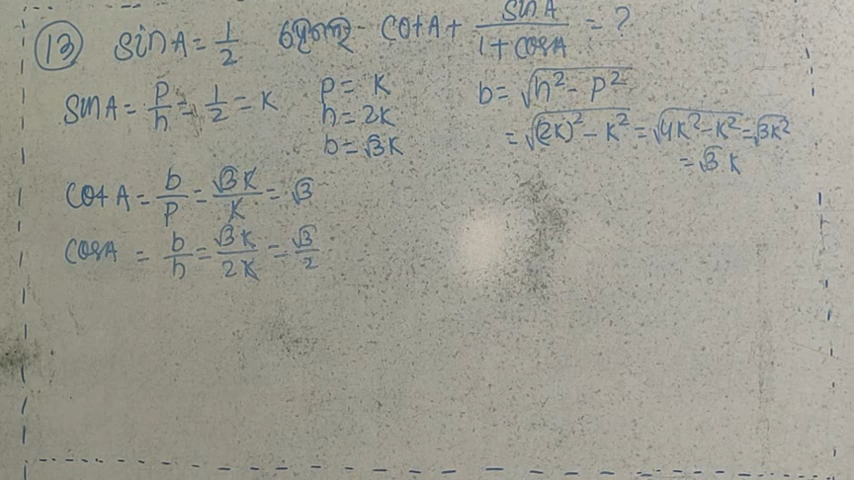 (13) sinA = 1/2 ହେଲେ - cotA + sinA/(1+cosA) = ?
sinA = p/h = 1/2 = K
p = K
h = 2K
b = √3K
b = √(h² - p²)
= √((2K)² - K²) = √(4K² - K²) = √(3K²)
= √3 K
cotA = b/p = √3K/K = √3
cosA = b/h = √3K/2K = √3/2